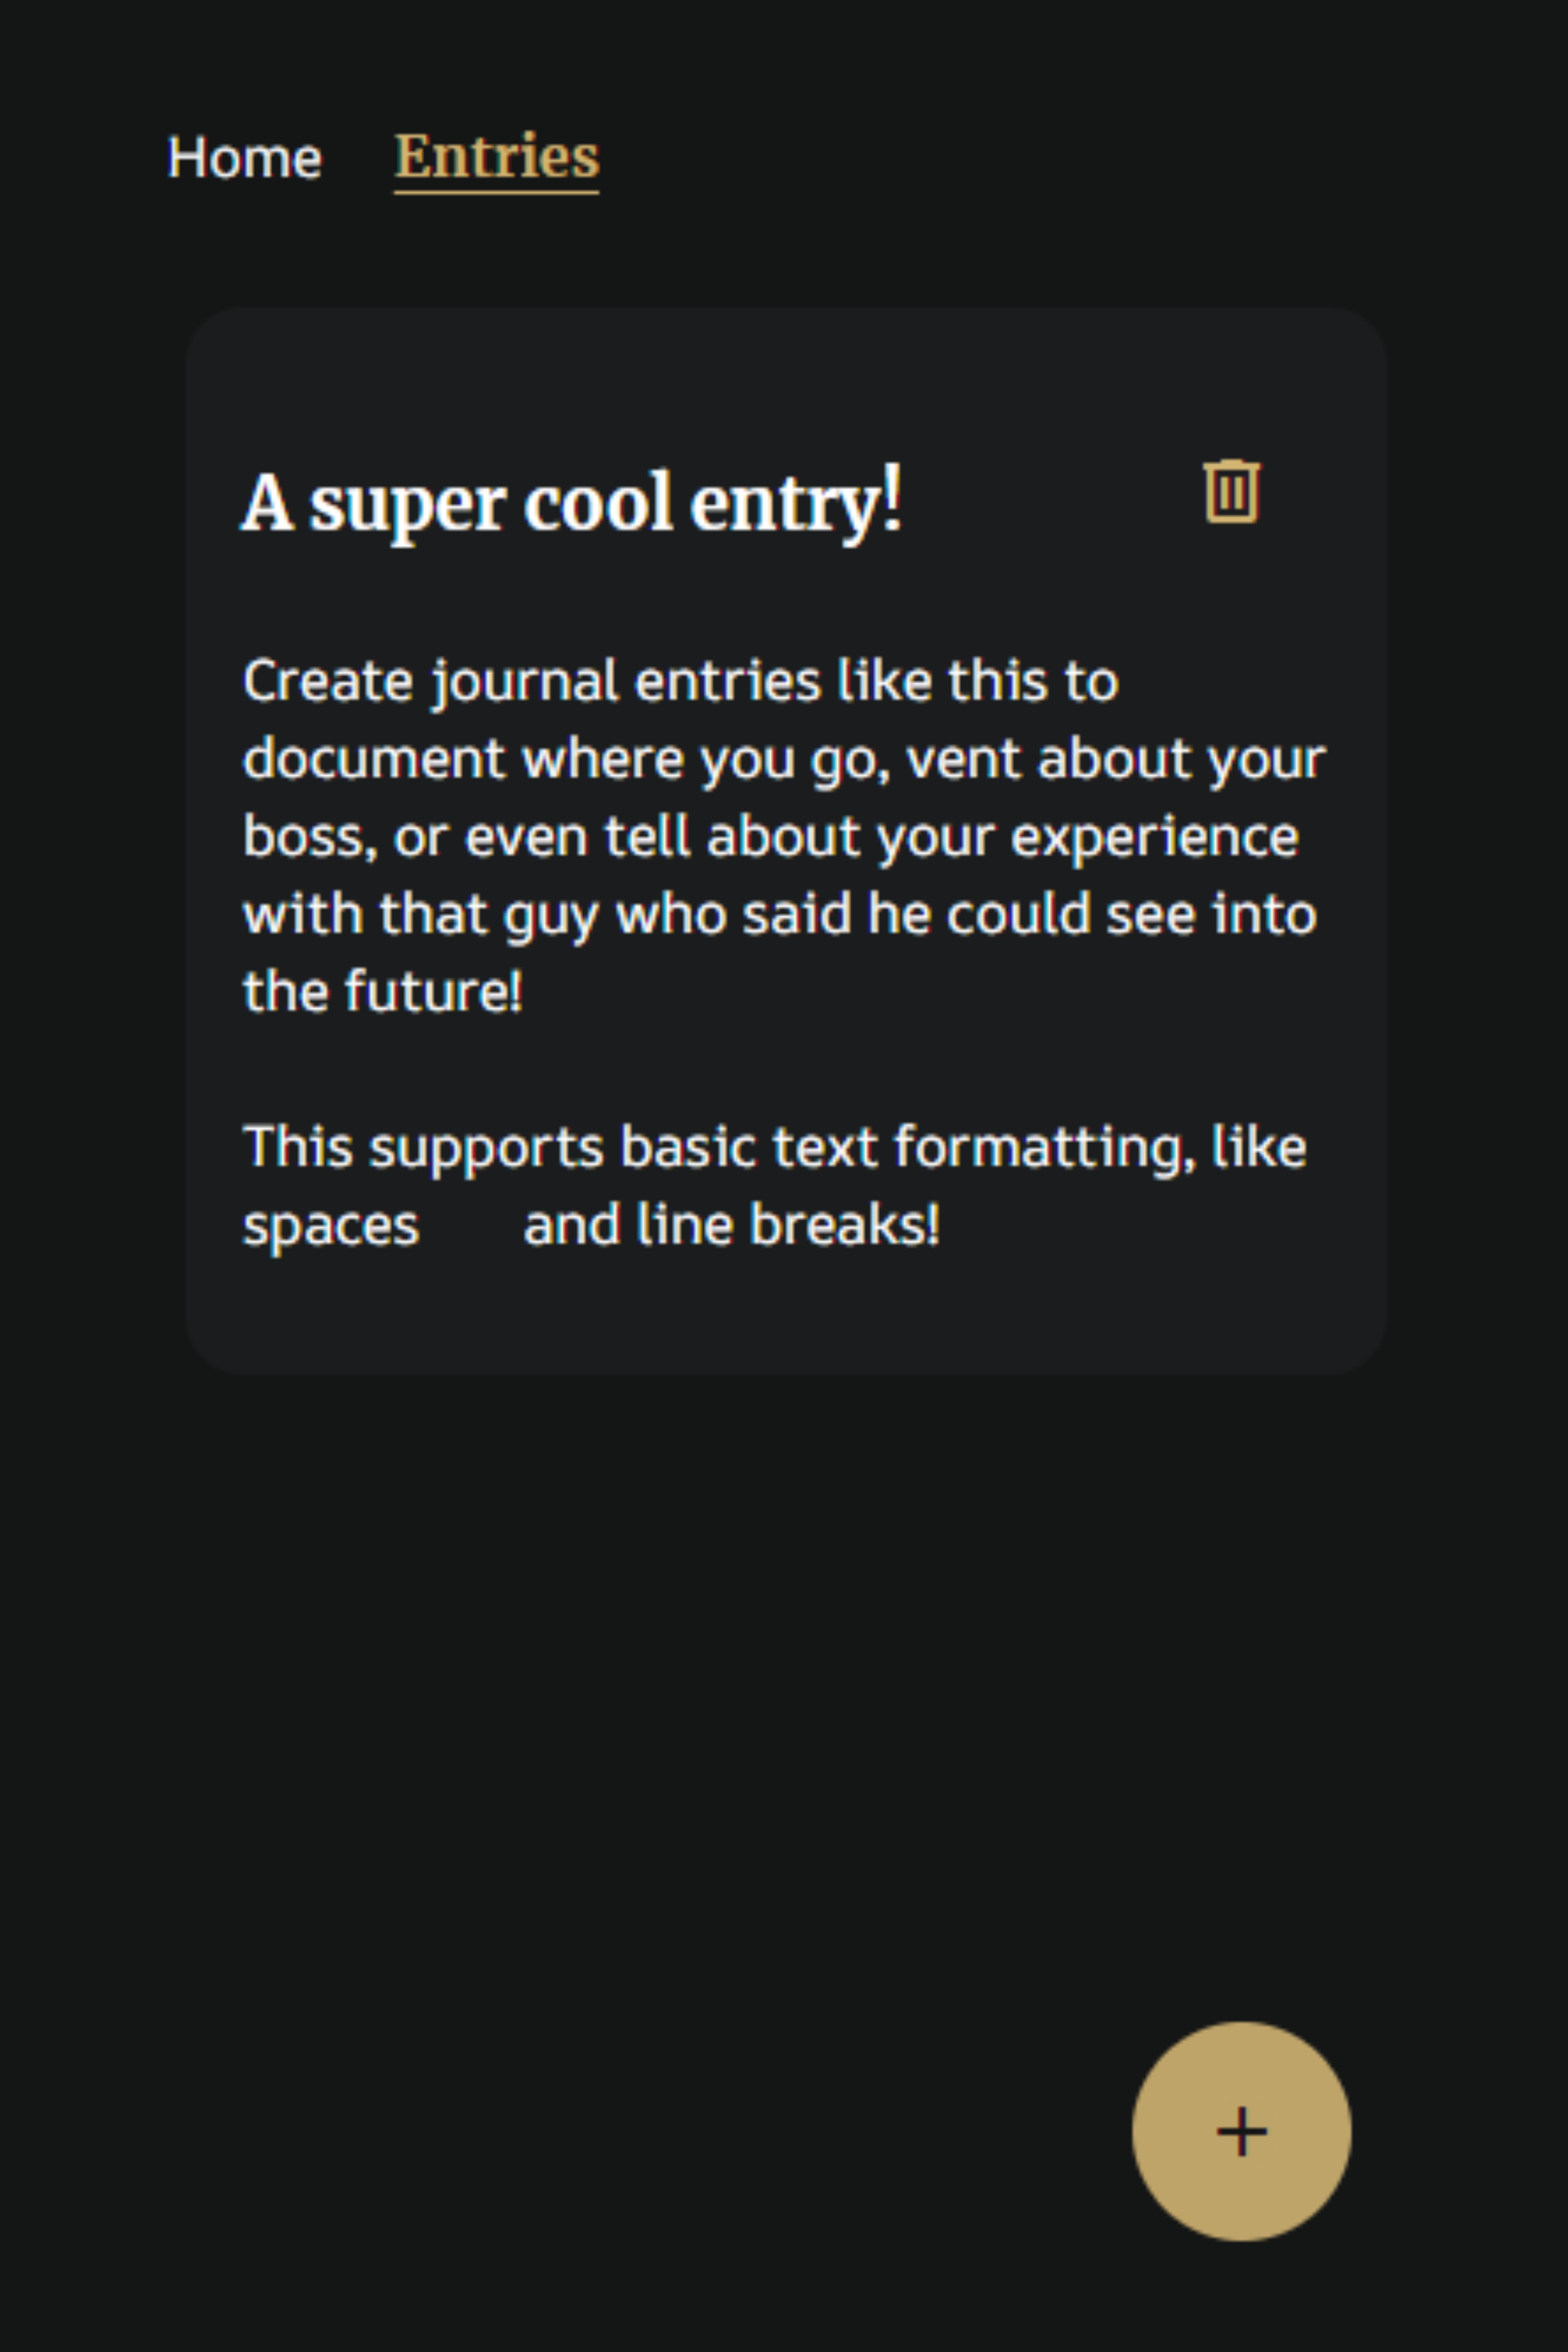 Home Entries
A super cool entry!
Create journal entries like this to
document where you go, vent about your
boss, or even tell about your experience
with that guy who said he could see into
the future!
This supports basic text formatting, like
spaces      and line breaks!
+